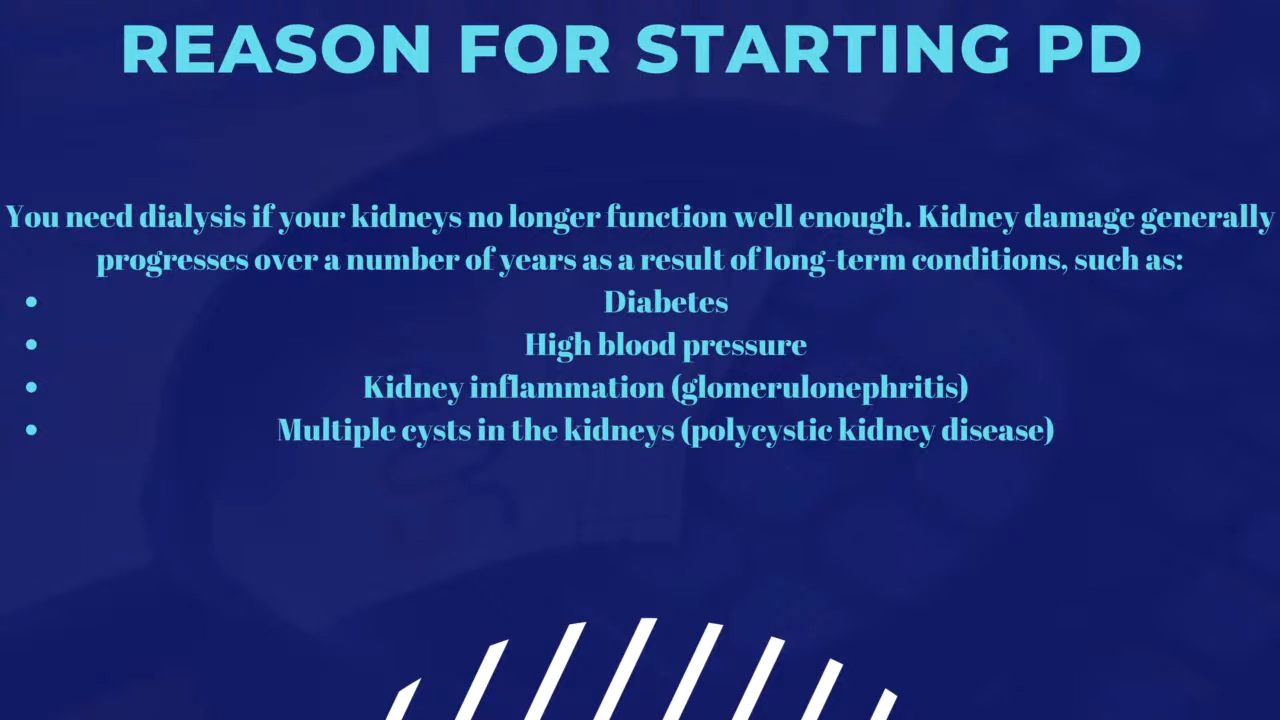 REASON FOR STARTING PD
You need dialysis if your kidneys no longer function well enough. Kidney damage generally
progresses over a number of years as a result of long-term conditions, such as:
• Diabetes
• High blood pressure
• Kidney inflammation (glomerulonephritis)
• Multiple cysts in the kidneys (polycystic kidney disease)